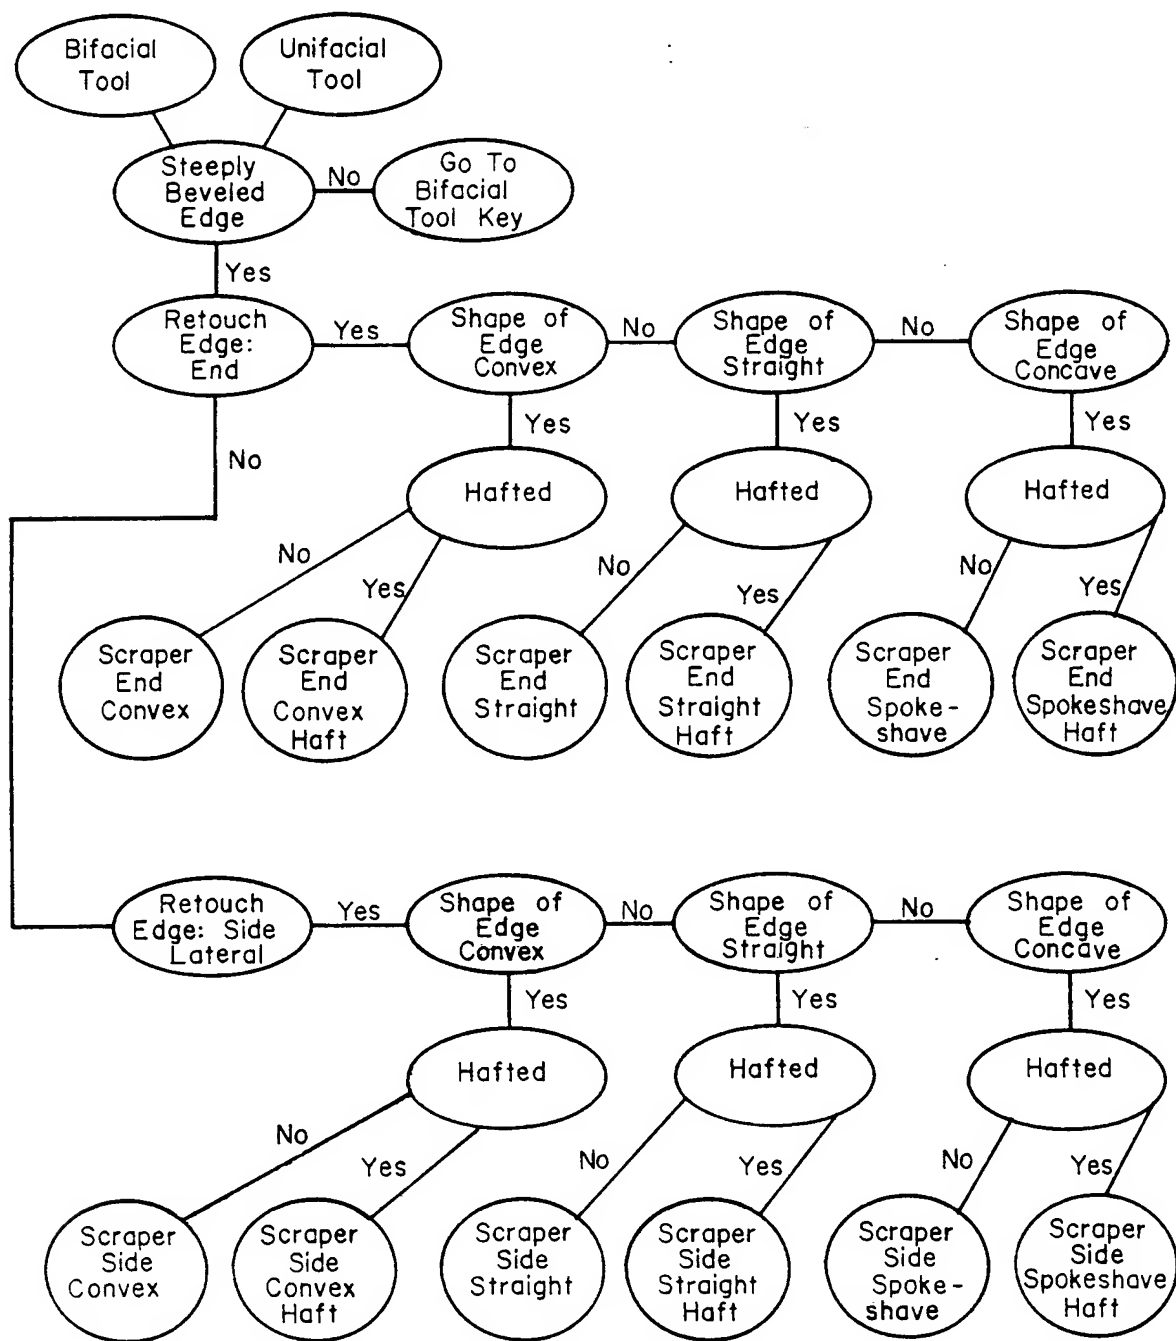 Bifacial
Tool
Unifacial
Tool
Steeply
Beveled
Edge
No
Go To
Bifacial
Tool Key
Yes
Retouch
Edge:
End
Yes
Shape of
Edge
Convex
No
Shape of
Edge
Straight
No
Shape of
Edge
Concave
No
Yes
Yes
Yes
Hafted
Hafted
Hafted
No
Yes
No
Yes
No
Yes
Scraper
End
Convex
Scraper
End
Convex
Haft
Scraper
End
Straight
Scraper
End
Straight
Haft
Scraper
End
Spoke-
shave
Scraper
End
Spokeshave
Haft
Retouch
Edge: Side
Lateral
Yes
Shape of
Edge
Convex
No
Shape of
Edge
Straight
No
Shape of
Edge
Concave
Yes
Yes
Yes
Hafted
Hafted
Hafted
No
Yes
No
Yes
No
Yes
Scraper
Side
Convex
Scraper
Side
Convex
Haft
Scraper
Side
Straight
Scraper
Side
Straight
Haft
Scraper
Side
Spoke-
shave
Scraper
Side
Spokeshave
Haft